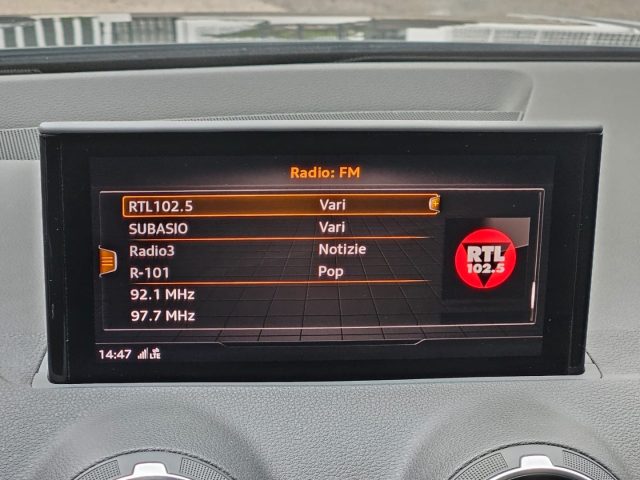 Radio: FM
RTL102.5 Vari
SUBASIO Vari
Radio3 Notizie
R-101 Pop
92.1 MHz
97.7 MHz
RTL
102.5
14:47 LTE